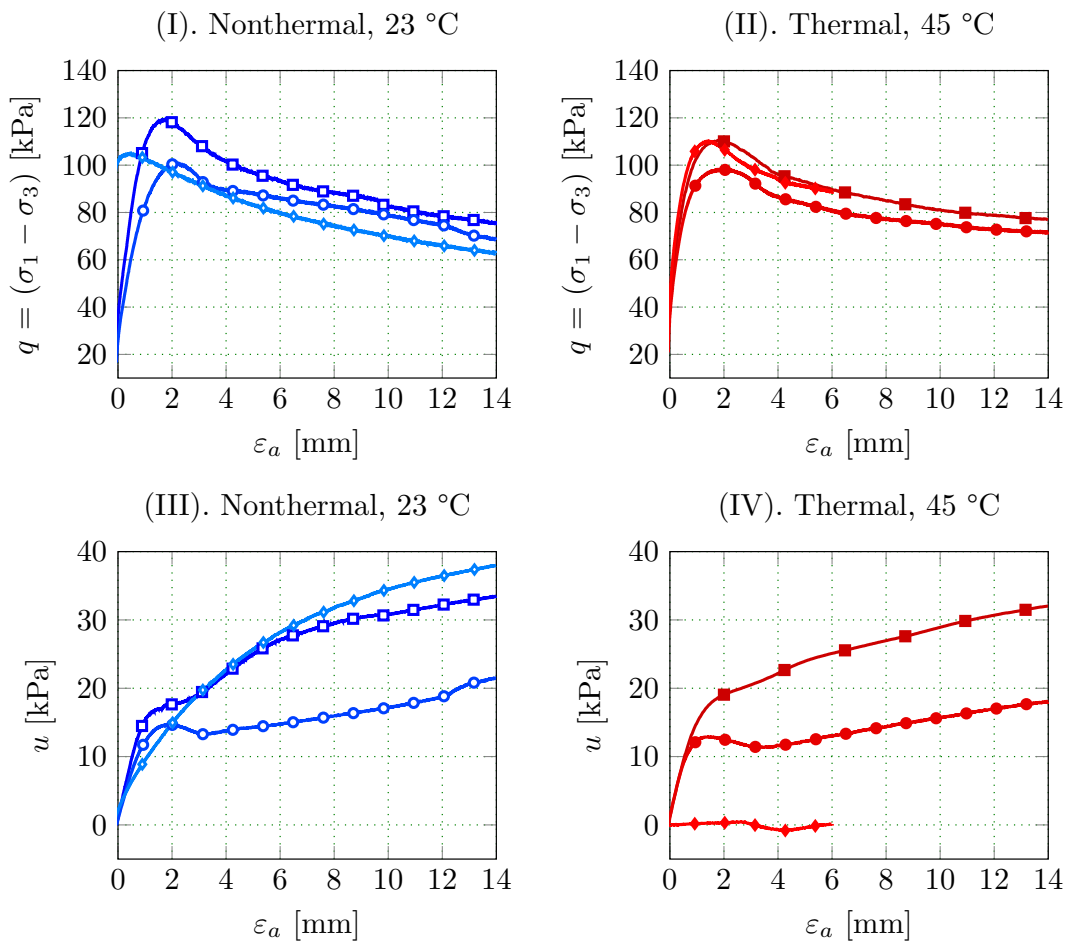 (I). Nonthermal, 23 °C
(II). Thermal, 45 °C
q = (σ₁ − σ₃) [kPa]
140
120
100
80
60
40
20
0 2 4 6 8 10 12 14
εₐ [mm]
q = (σ₁ − σ₃) [kPa]
140
120
100
80
60
40
20
0 2 4 6 8 10 12 14
εₐ [mm]
(III). Nonthermal, 23 °C
(IV). Thermal, 45 °C
u [kPa]
40
30
20
10
0
0 2 4 6 8 10 12 14
εₐ [mm]
u [kPa]
40
30
20
10
0
0 2 4 6 8 10 12 14
εₐ [mm]